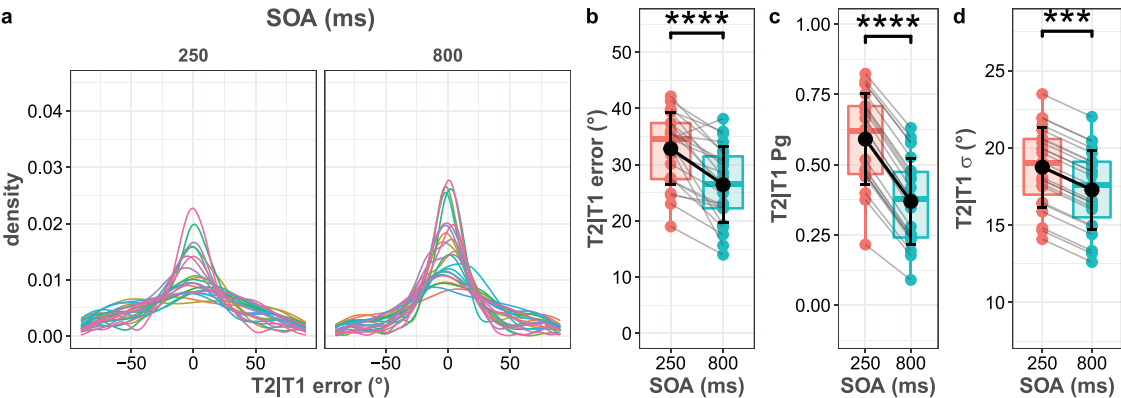 a
SOA (ms)
250
800
density
0.04
0.03
0.02
0.01
0.00
−50
0
50
−50
0
50
T2|T1 error (°)
b
****
T2|T1 error (°)
50
40
30
20
10
0
250
800
SOA (ms)
c
****
T2|T1 Pg
1.00
0.75
0.50
0.25
0.00
250
800
SOA (ms)
d
***
T2|T1 σ (°)
25
20
15
10
250
800
SOA (ms)